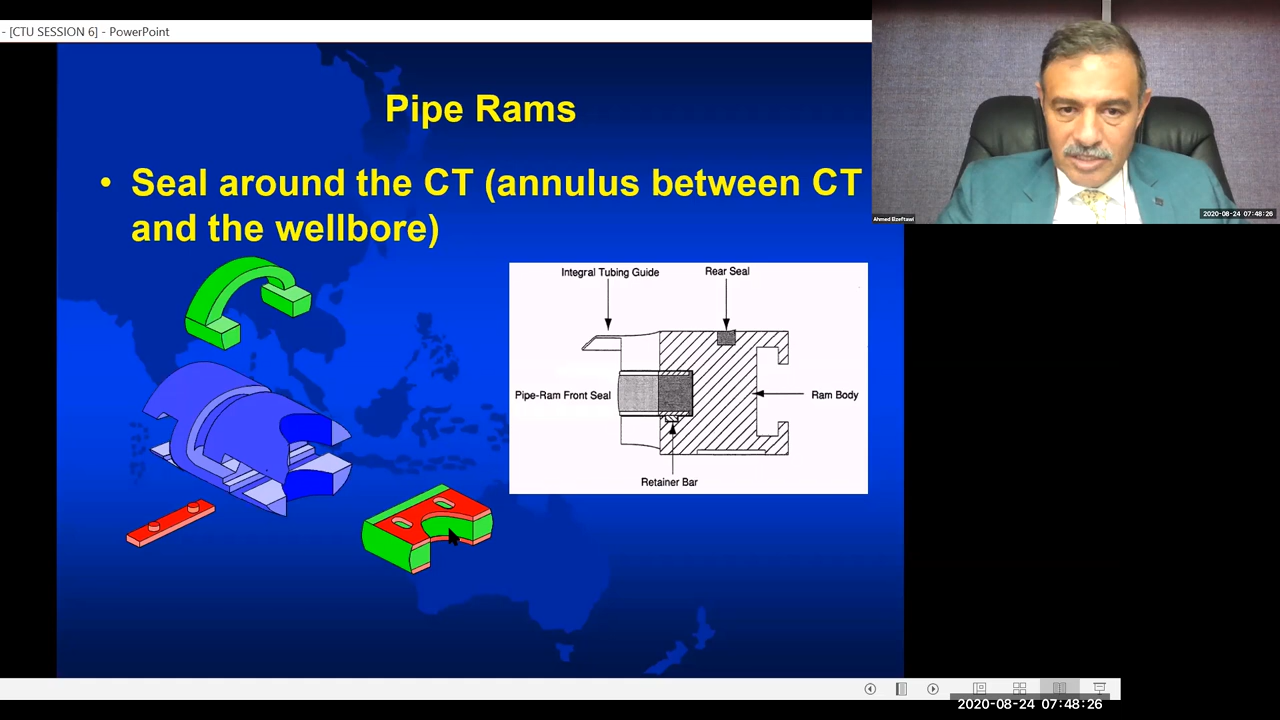 - [CTU SESSION 6] - PowerPoint
Pipe Rams
• Seal around the CT (annulus between CT
and the wellbore)
Integral Tubing Guide
Rear Seal
Pipe-Ram Front Seal
Ram Body
Retainer Bar
Ahmed Elzeftawi
2020-08-24 07:48:26
2020-08-24 07:48:26